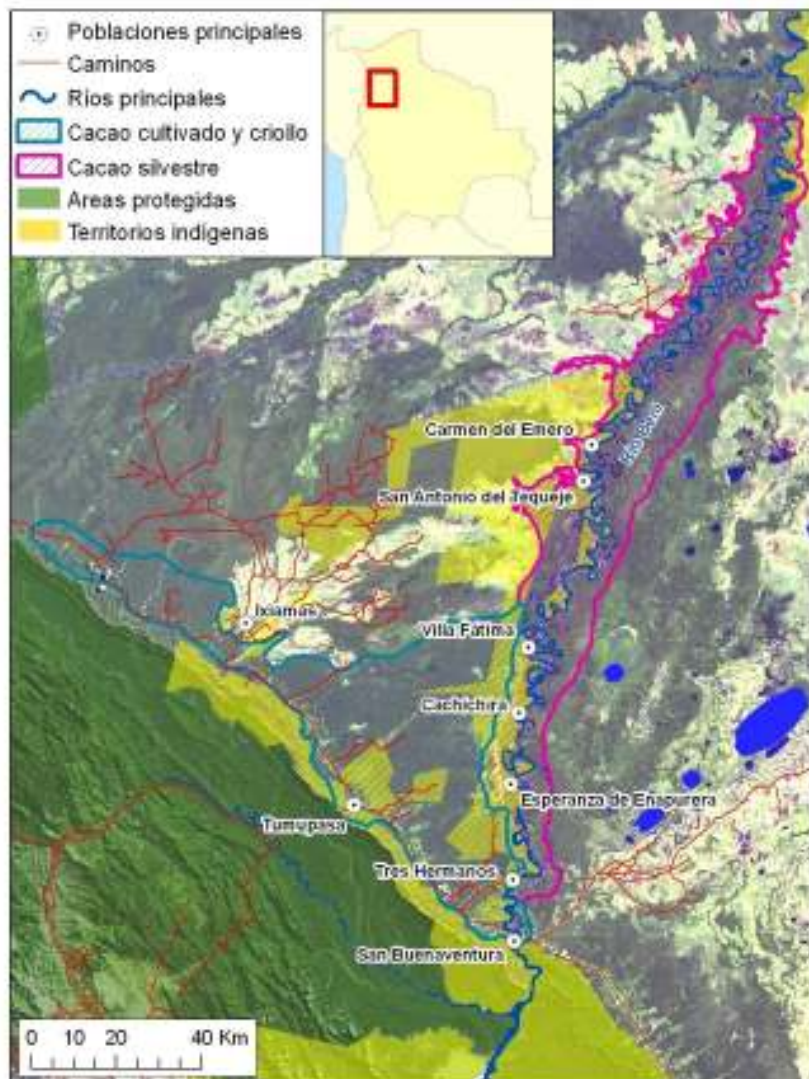 Poblaciones principales
Caminos
Ríos principales
Cacao cultivado y criollo
Cacao silvestre
Areas protegidas
Territorios indígenas
Carmen del Emero
Río Beni
San Antonio del Tequeje
Ixiamas
Villa Fatima
Cachichira
Esperanza de Enapurera
Tumupasa
Tres Hermanos
San Buenaventura
0 10 20 40 Km